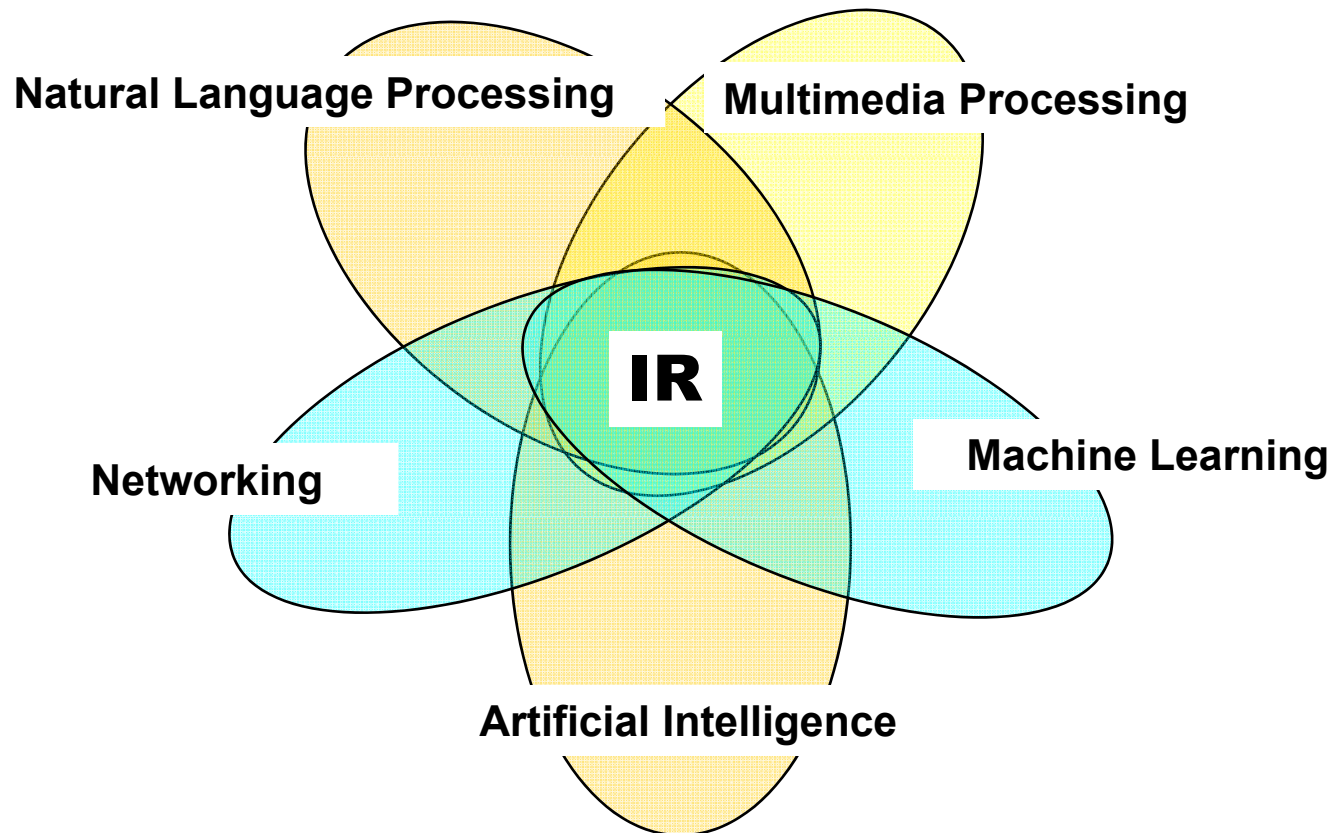 Natural Language Processing
Multimedia Processing
IR
Networking
Machine Learning
Artificial Intelligence